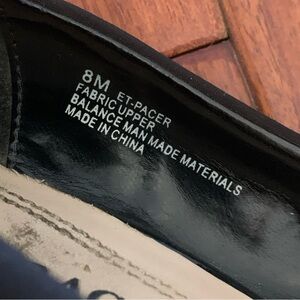 8M ET-PACER
FABRIC UPPER
BALANCE MAN MADE MATERIALS
MADE IN CHINA